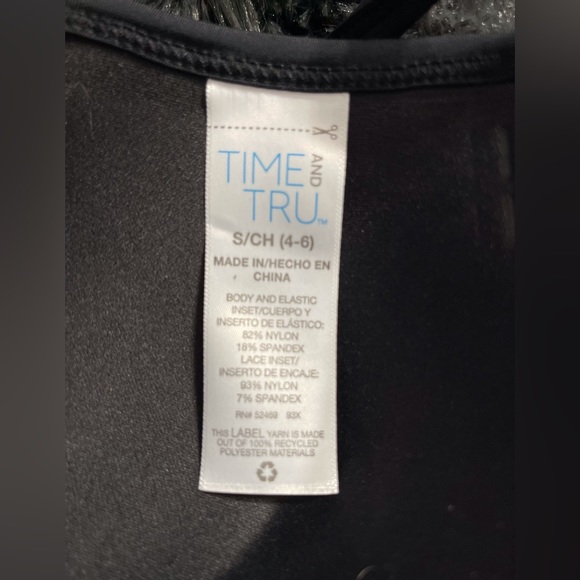 TIME AND
TRU™
S/CH (4-6)
MADE IN/HECHO EN
CHINA
BODY AND ELASTIC
INSET/CUERPO Y
INSERTO DE ELÁSTICO:
82% NYLON
18% SPANDEX
LACE INSET/
INSERTO DE ENCAJE:
93% NYLON
7% SPANDEX
RN# 52469 93X
THIS LABEL YARN IS MADE
OUT OF 100% RECYCLED
POLYESTER MATERIALS